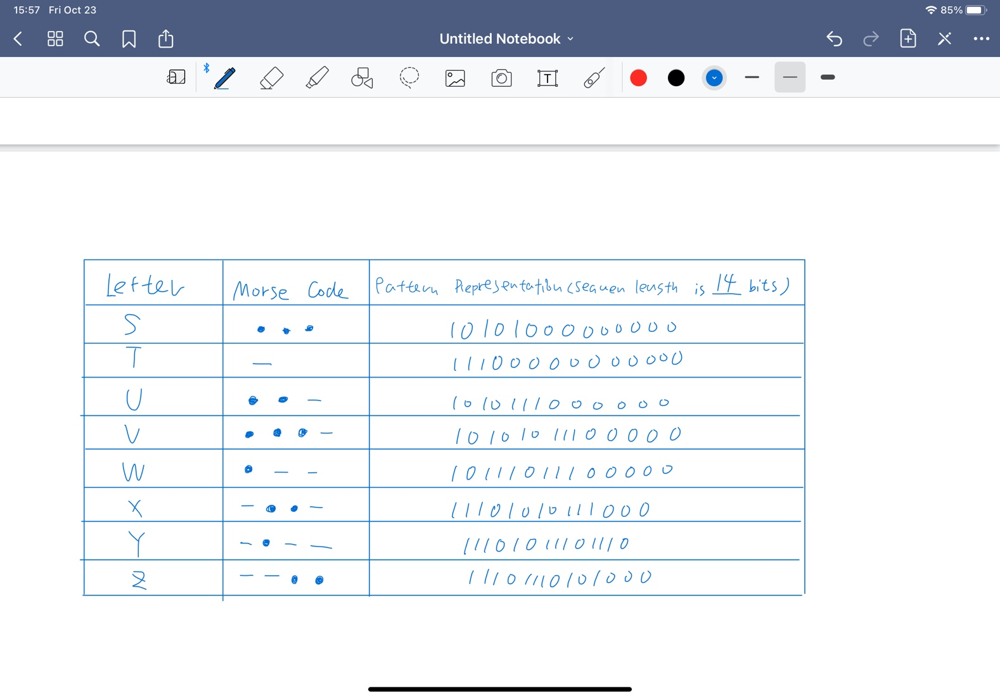 15:57 Fri Oct 23 85%
Untitled Notebook
Letter Morse Code Pattern Representation (sequen length is 14 bits)
S • • • 10101000000000
T — 11100000000000
U • • — 10101110000000
V • • • — 10101011100000
W • — — 10111011100000
X — • • — 11101010111000
Y — • — — 11101011101110
Z — — • • 11101110101000